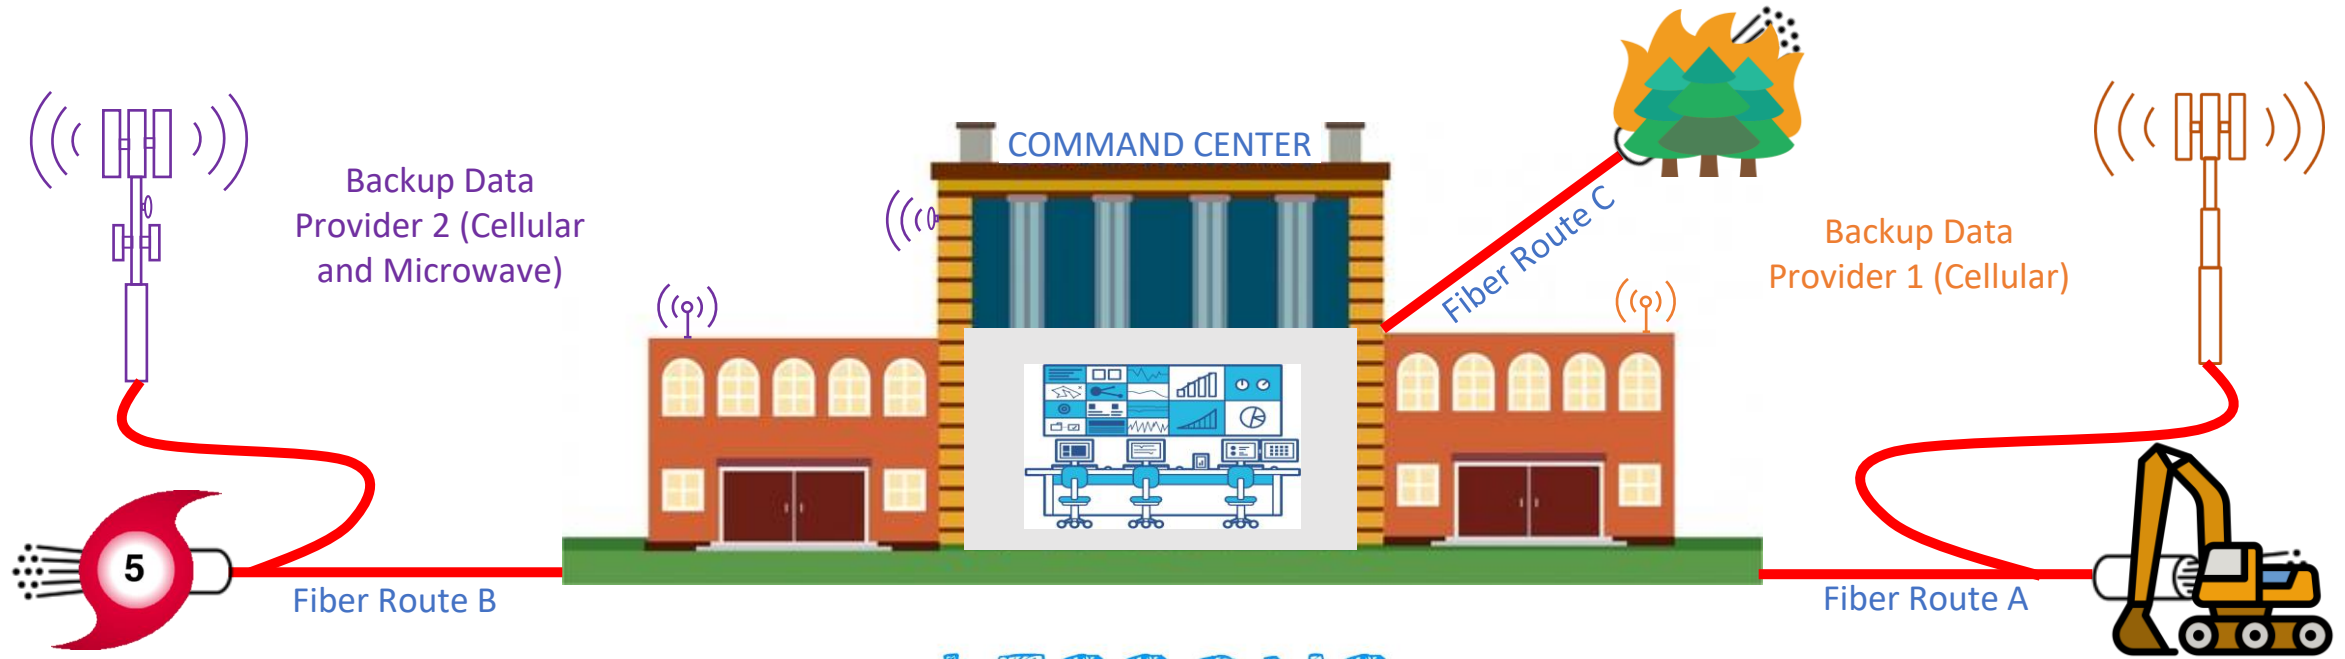 COMMAND CENTER
Backup Data
Provider 2 (Cellular
and Microwave)
Fiber Route C
Backup Data
Provider 1 (Cellular)
5
Fiber Route B
Fiber Route A